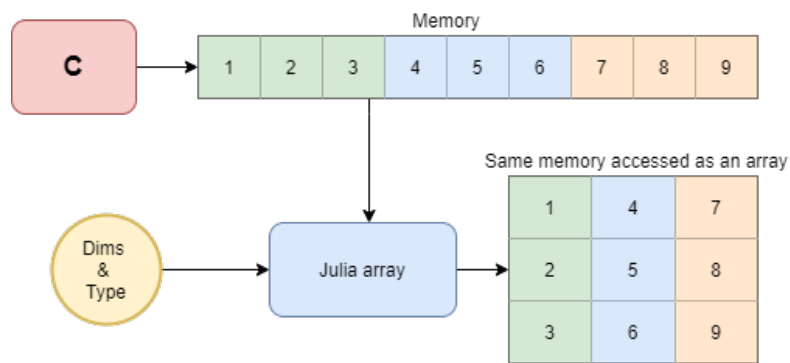 Memory
C
1 2 3 4 5 6 7 8 9
Same memory accessed as an array
1 4 7
Dims
&
Type
Julia array
2 5 8
3 6 9